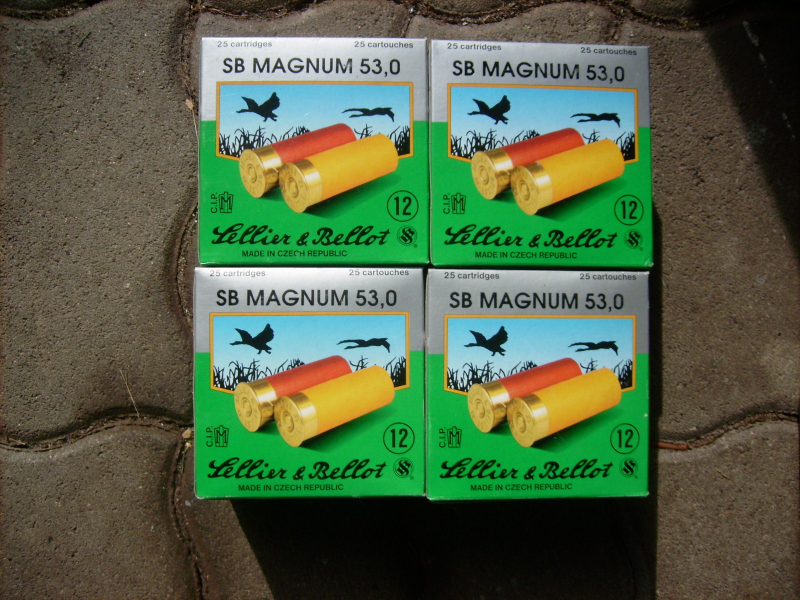 25 cartridges 25 cartouches
SB MAGNUM 53,0
C.I.P.
12
Sellier & Bellot
MADE IN CZECH REPUBLIC
25 cartridges 25 cartouches
SB MAGNUM 53,0
C.I.P.
12
Sellier & Bellot
MADE IN CZECH REPUBLIC
25 cartridges 25 cartouches
SB MAGNUM 53,0
C.I.P.
12
Sellier & Bellot
MADE IN CZECH REPUBLIC
25 cartridges 25 cartouches
SB MAGNUM 53,0
C.I.P.
12
Sellier & Bellot
MADE IN CZECH REPUBLIC